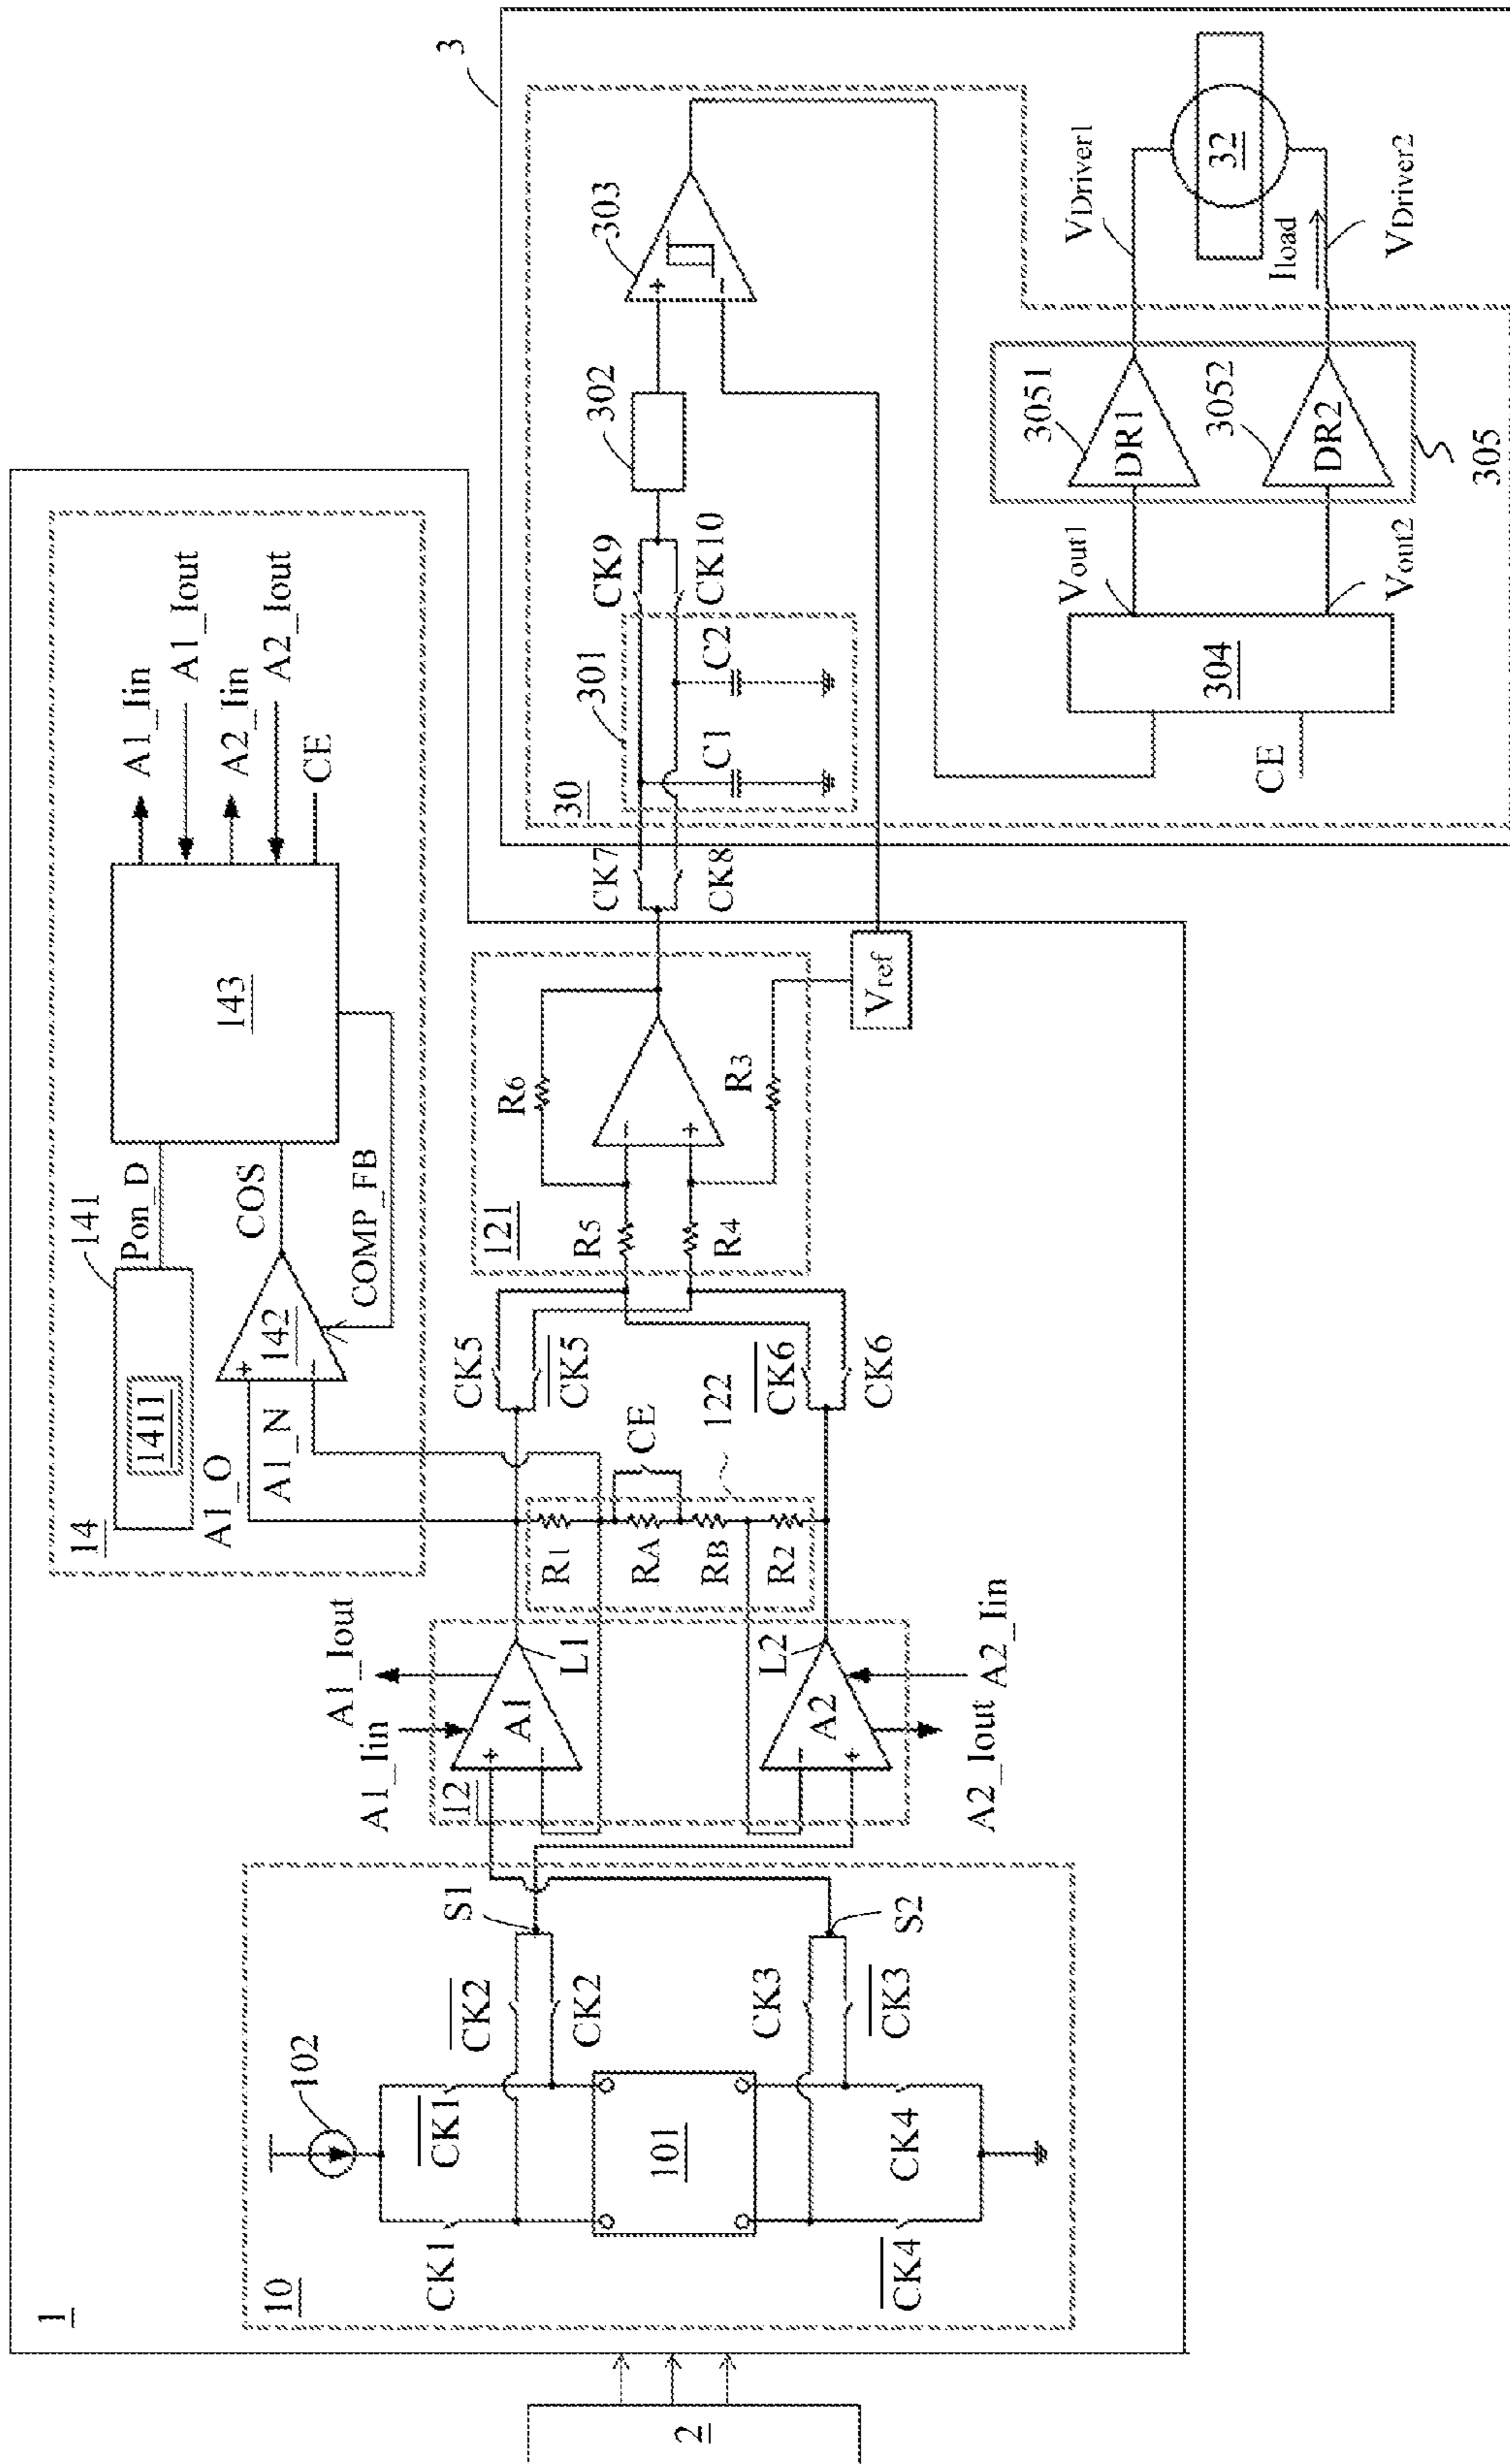 1
2
10
102
CK1
CK1
CK2
CK2
S1
101
CK3
CK3
S2
CK4
CK4
12
A1_Iin
A1_Iout
A1
L1
A2
L2
A2_Iout
A2_Iin
14
141
1411
Pon_D
A1_O
A1_N
142
COS
COMP_FB
143
A1_Iin
A1_Iout
A2_Iin
A2_Iout
CE
R1
RA
RB
R2
CE
122
CK5
CK5
CK6
CK6
121
R5
R4
R6
R3
Vref
CK7
CK8
3
30
301
C1
C2
CK9
CK10
302
303
+
−
CE
304
Vout1
Vout2
3051
DR1
3052
DR2
305
VDriver1
Iload
VDriver2
32